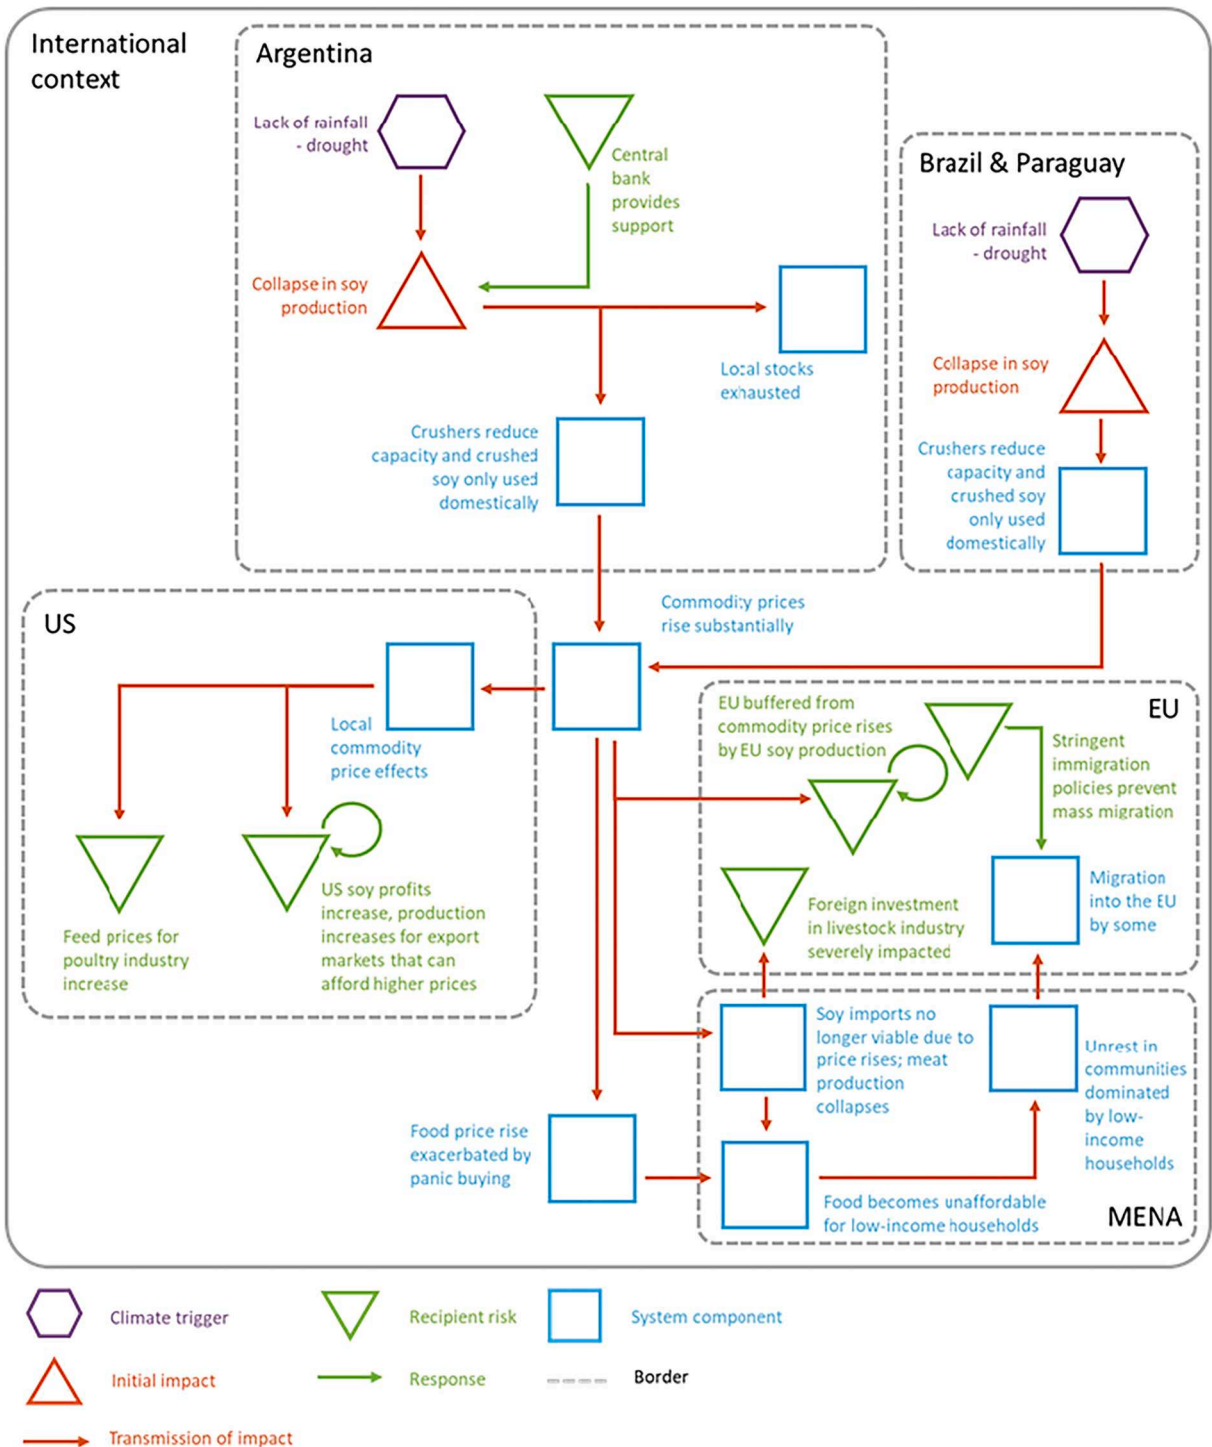 International
context
Argentina
Lack of rainfall
- drought
Central
bank
provides
support
Collapse in soy
production
Local stocks
exhausted
Crushers reduce
capacity and crushed
soy only used
domestically
Brazil & Paraguay
Lack of rainfall
- drought
Collapse in soy
production
Crushers reduce
capacity and
crushed soy
only used
domestically
Commodity prices
rise substantially
US
Local
commodity
price effects
Feed prices for
poultry industry
increase
US soy profits
increase, production
increases for export
markets that can
afford higher prices
EU
EU buffered from
commodity price rises
by EU soy production
Stringent
immigration
policies prevent
mass migration
Foreign investment
in livestock industry
severely impacted
Migration
into the EU
by some
Soy imports no
longer viable due to
price rises; meat
production
collapses
Unrest in
communities
dominated
by low-
income
households
Food price rise
exacerbated by
panic buying
Food becomes unaffordable
for low-income households
MENA
Climate trigger
Recipient risk
System component
Initial impact
Response
Border
Transmission of impact